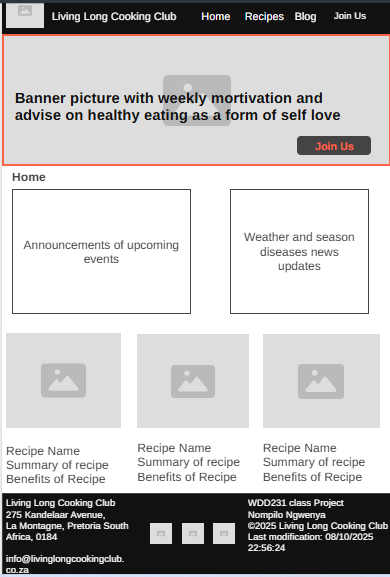 Living Long Cooking Club Home Recipes Blog Join Us
Banner picture with weekly mortivation and
advise on healthy eating as a form of self love
Join Us
Home
Announcements of upcoming
events
Weather and season
diseases news
updates
Recipe Name
Summary of recipe
Benefits of Recipe
Recipe Name
Summary of recipe
Benefits of Recipe
Recipe Name
Summary of recipe
Benefits of Recipe
Living Long Cooking Club
275 Kandelaar Avenue,
La Montagne, Pretoria South
Africa, 0184
info@livinglongcookingclub.
co.za
WDD231 class Project
Nompilo Ngwenya
©2025 Living Long Cooking Club
Last modification: 08/10/2025
22:56:24